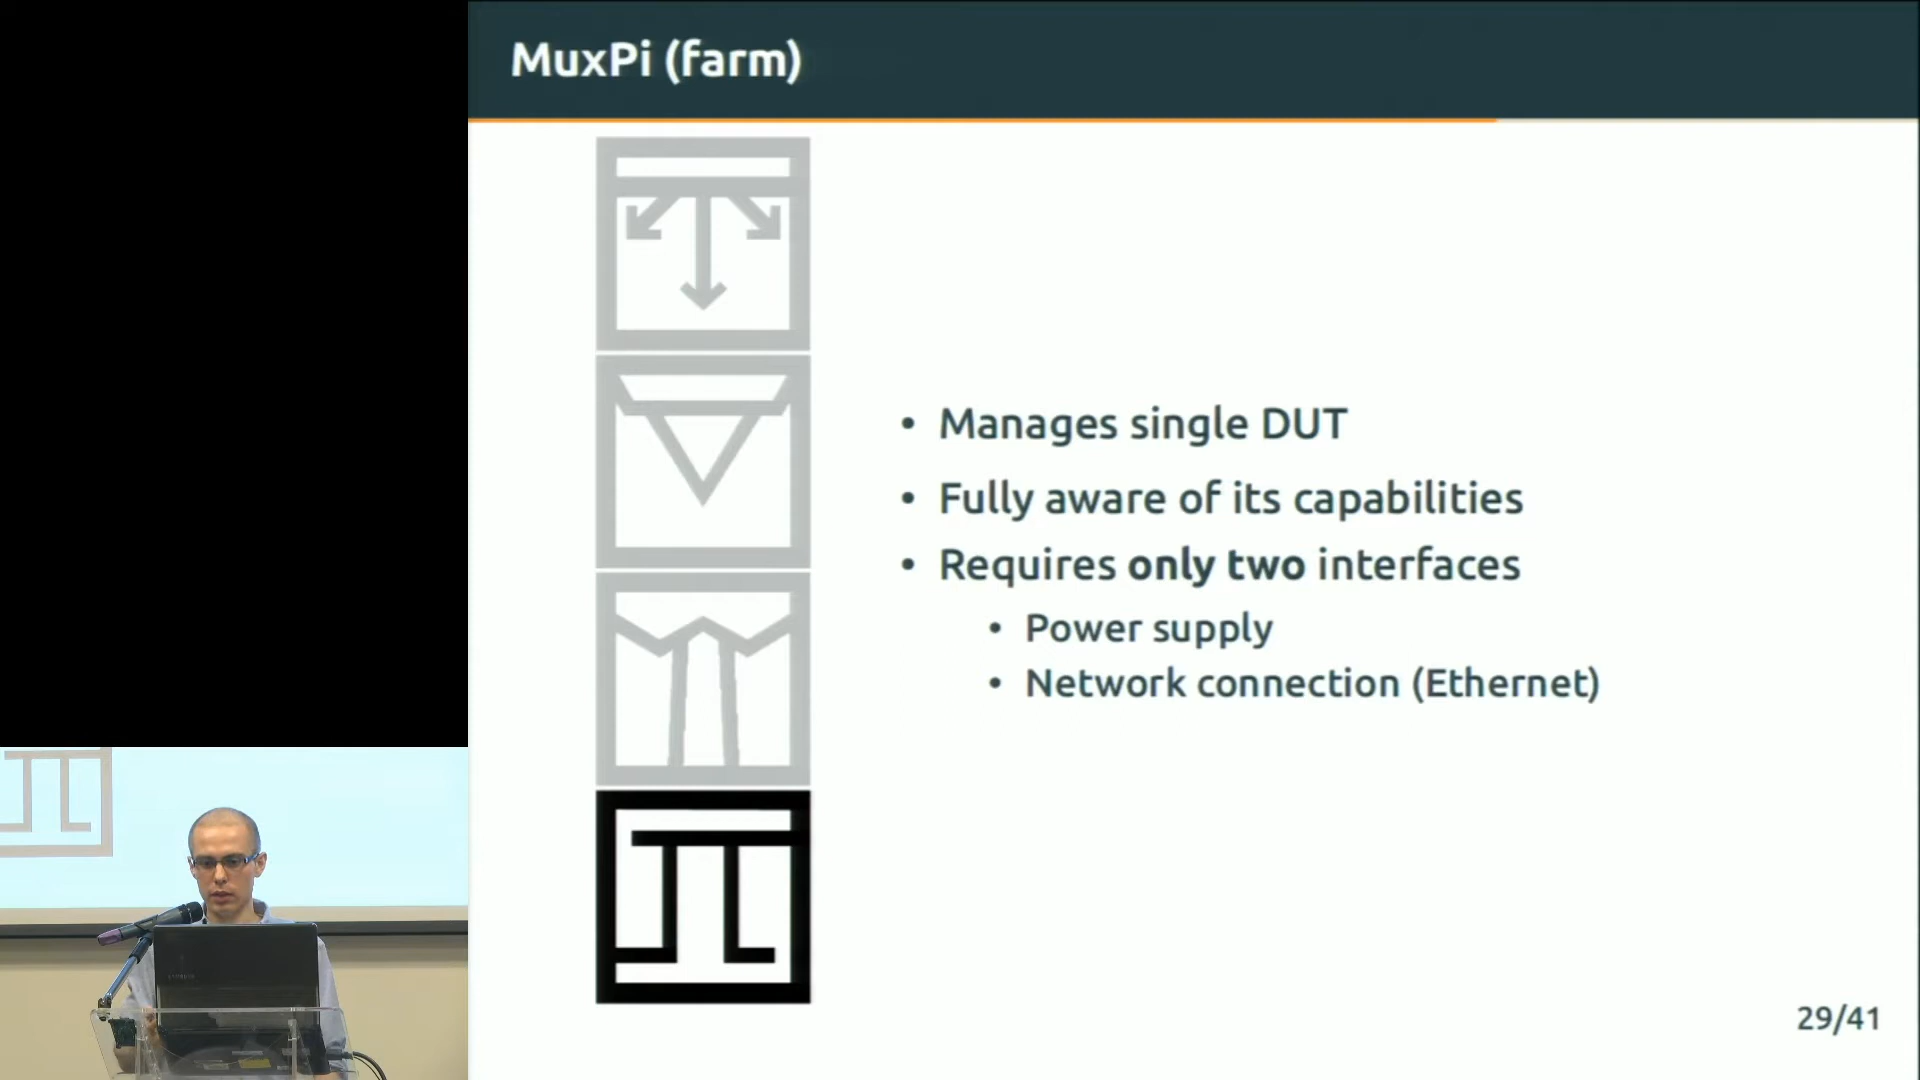 MuxPi (farm)
• Manages single DUT
• Fully aware of its capabilities
• Requires only two interfaces
• Power supply
• Network connection (Ethernet)
29/41